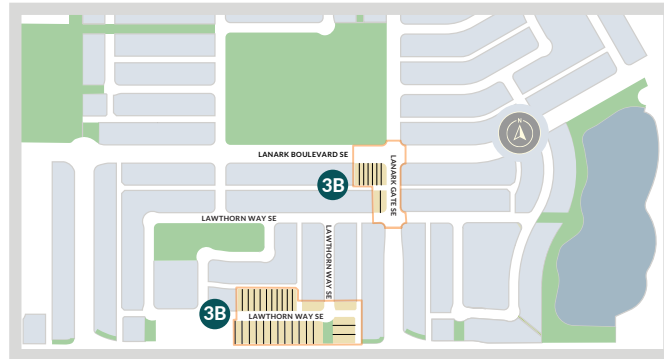 N
LANARK BOULEVARD SE
LANARK GATE SE
3B
LAWTHORN WAY SE
LAWTHORN WAY SE
3B
LAWTHORN WAY SE